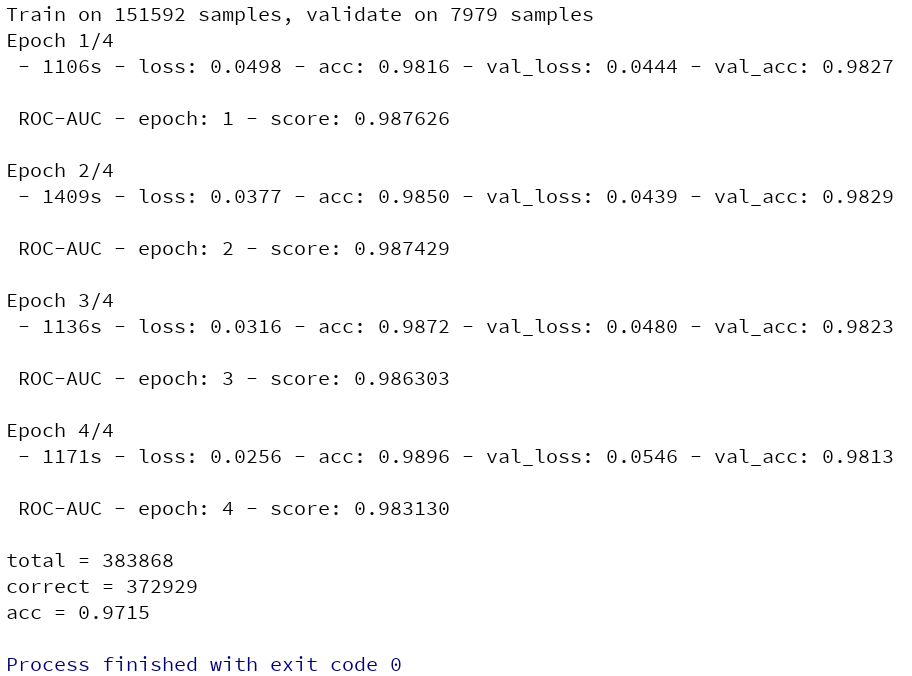 Train on 151592 samples, validate on 7979 samples
Epoch 1/4
- 1106s - loss: 0.0498 - acc: 0.9816 - val_loss: 0.0444 - val_acc: 0.9827
ROC-AUC - epoch: 1 - score: 0.987626
Epoch 2/4
- 1409s - loss: 0.0377 - acc: 0.9850 - val_loss: 0.0439 - val_acc: 0.9829
ROC-AUC - epoch: 2 - score: 0.987429
Epoch 3/4
- 1136s - loss: 0.0316 - acc: 0.9872 - val_loss: 0.0480 - val_acc: 0.9823
ROC-AUC - epoch: 3 - score: 0.986303
Epoch 4/4
- 1171s - loss: 0.0256 - acc: 0.9896 - val_loss: 0.0546 - val_acc: 0.9813
ROC-AUC - epoch: 4 - score: 0.983130
total = 383868
correct = 372929
acc = 0.9715
Process finished with exit code 0